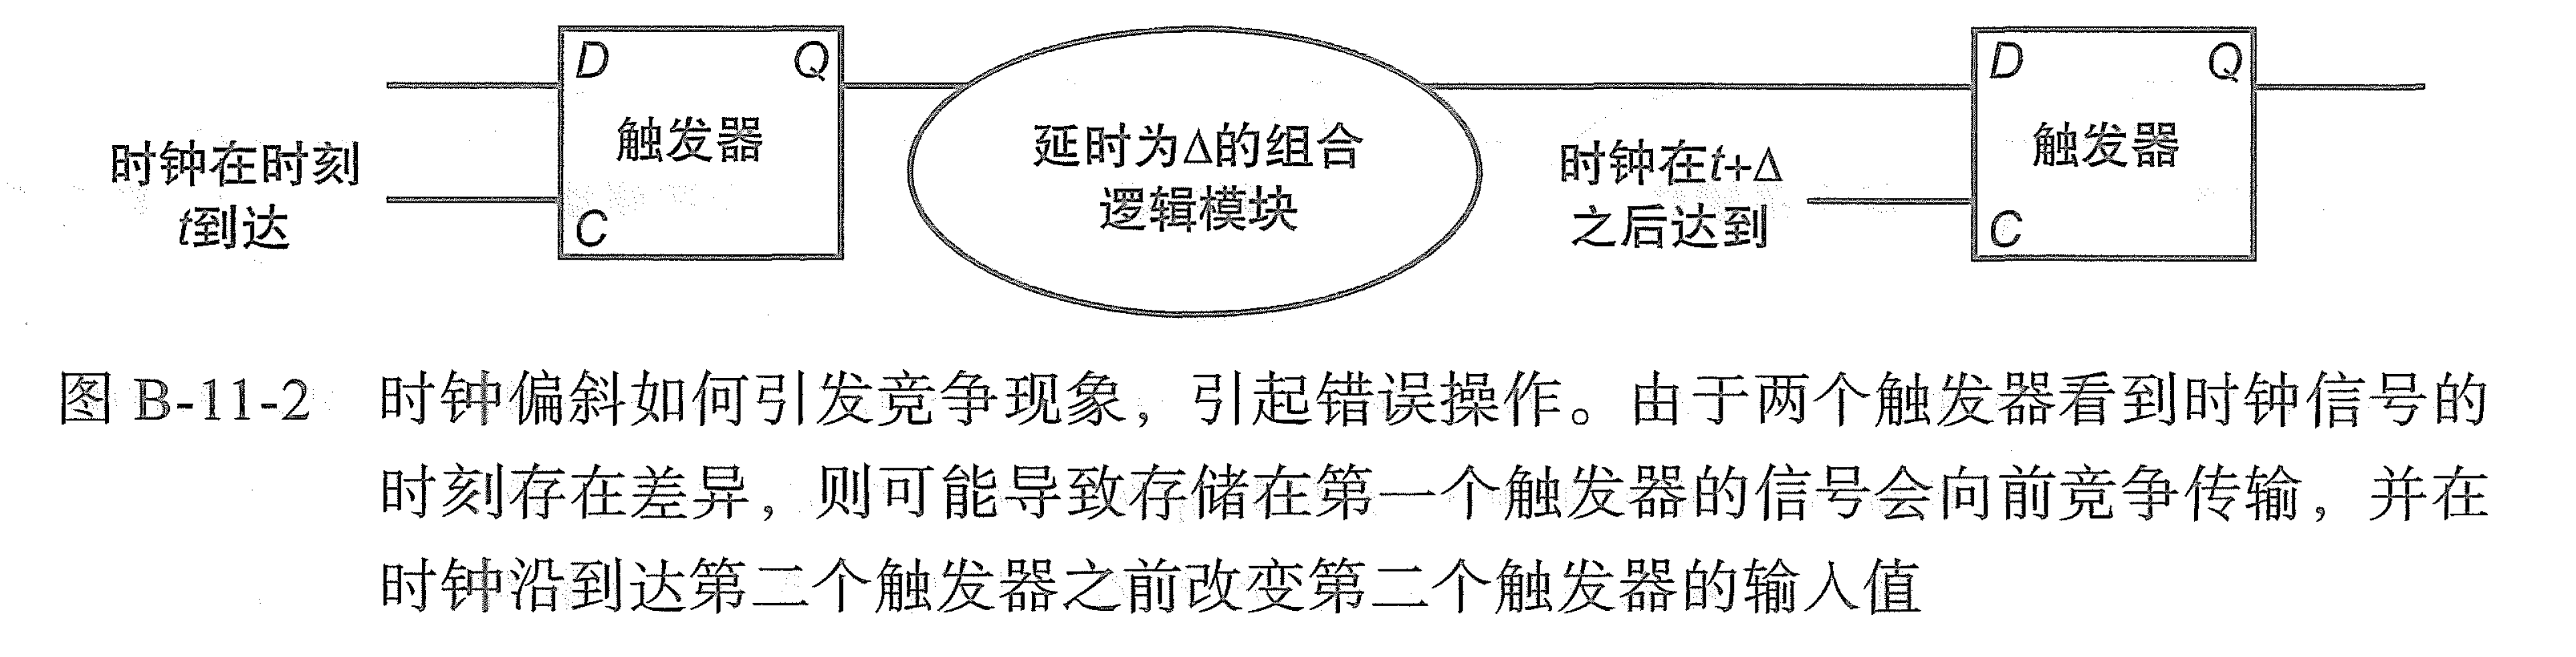 D Q
触发器
C
时钟在时刻
t到达
延时为Δ的组合
逻辑模块
时钟在t+Δ
之后达到
D Q
触发器
C
图 B-11-2 时钟偏斜如何引发竞争现象，引起错误操作。由于两个触发器看到时钟信号的
时刻存在差异，则可能导致存储在第一个触发器的信号会向前竞争传输，并在
时钟沿到达第二个触发器之前改变第二个触发器的输入值